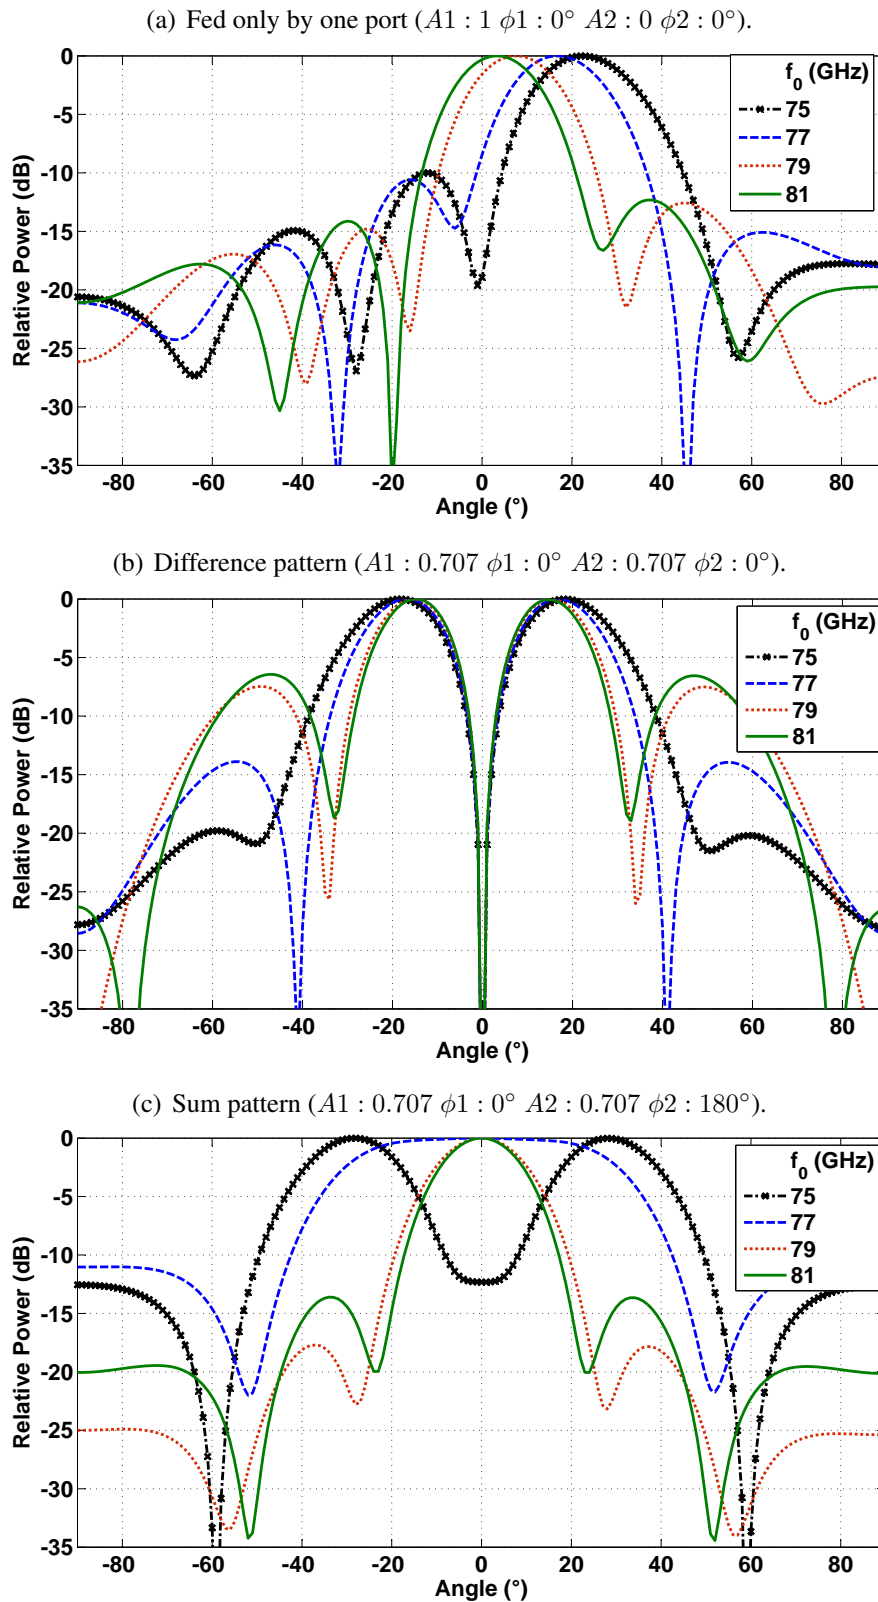 (a) Fed only by one port (A1 : 1 ϕ1 : 0° A2 : 0 ϕ2 : 0°).
0
-5
-10
-15
-20
-25
-30
-35
Relative Power (dB)
f0 (GHz)
75
77
79
81
-80 -60 -40 -20 0 20 40 60 80
Angle (°)
(b) Difference pattern (A1 : 0.707 ϕ1 : 0° A2 : 0.707 ϕ2 : 0°).
0
-5
-10
-15
-20
-25
-30
-35
Relative Power (dB)
f0 (GHz)
75
77
79
81
-80 -60 -40 -20 0 20 40 60 80
Angle (°)
(c) Sum pattern (A1 : 0.707 ϕ1 : 0° A2 : 0.707 ϕ2 : 180°).
0
-5
-10
-15
-20
-25
-30
-35
Relative Power (dB)
f0 (GHz)
75
77
79
81
-80 -60 -40 -20 0 20 40 60 80
Angle (°)